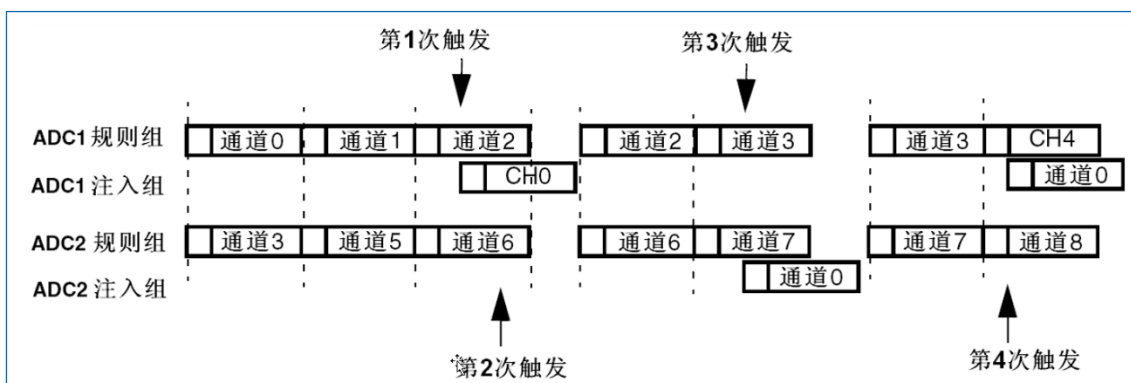 第1次触发 第3次触发
ADC1 规则组 通道0 通道1 通道2 通道2 通道3 通道3 CH4
ADC1 注入组 CH0 通道0
ADC2 规则组 通道3 通道5 通道6 通道6 通道7 通道7 通道8
ADC2 注入组 通道0
第2次触发 第4次触发